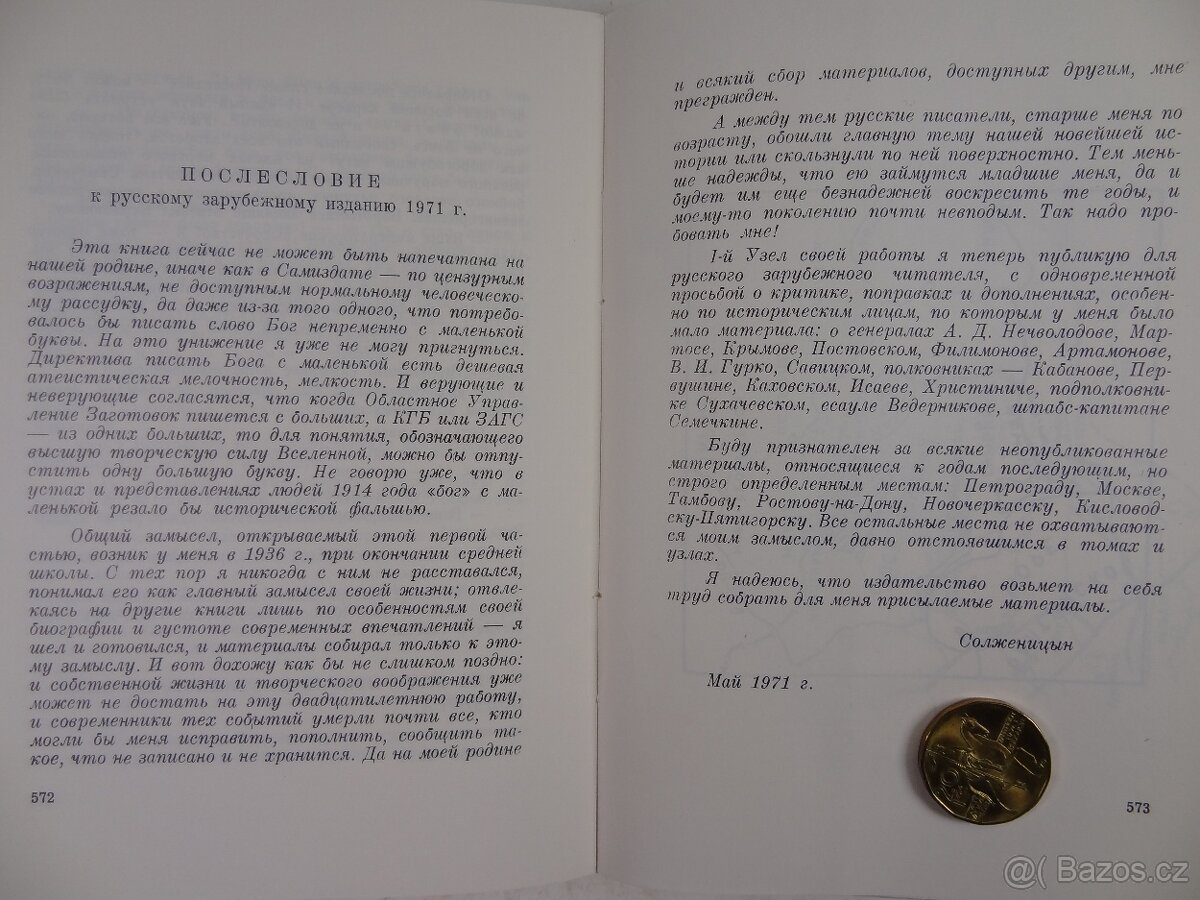 ПОСЛЕСЛОВИЕ
к русскому зарубежному изданию 1971 г.
Эта книга сейчас не может быть напечатана на
нашей родине, иначе как в Самиздате — по цензурным
возражениям, не доступным нормальному человеческо-
му рассудку, да даже из-за того одного, что потребо-
валось бы писать слово Бог непременно с маленькой
буквы. На это унижение я уже не могу пригнуться.
Директива писать Бога с маленькой есть дешевая
атеистическая мелочность, мелкость. И верующие и
неверующие согласятся, что когда Областное Управ-
ление Заготовок пишется с больших, а КГБ или ЗАГС
— из одних больших, то для понятия, обозначающего
высшую творческую силу Вселенной, можно бы отпу-
стить одну большую букву. Не говорю уже, что в
устах и представлениях людей 1914 года «бог» с ма-
ленькой резало бы исторической фальшью.
Общий замысел, открываемый этой первой ча-
стью, возник у меня в 1936 г., при окончании средней
школы. С тех пор я никогда с ним не расставался,
понимал его как главный замысел своей жизни; отвле-
каясь на другие книги лишь по особенностям своей
биографии и густоте современных впечатлений — я
шел и готовился, и материалы собирал только к это-
му замыслу. И вот дохожу как бы не слишком поздно:
и собственной жизни и творческого воображения уже
может не достать на эту двадцатилетнюю работу,
и современники тех событий умерли почти все, кто
могли бы меня исправить, пополнить, сообщить та-
кое, что не записано и не хранится. Да на моей родине
572
и всякий сбор материалов, доступных другим, мне
прегражден.
А между тем русские писатели, старше меня по
возрасту, обошли главную тему нашей новейшей ис-
тории или скользнули по ней поверхностно. Тем мень-
ше надежды, что ею займутся младшие меня, да и
будет им еще безнадежней воскресить те годы, и
моему-то поколению почти невподым. Так надо про-
бовать мне!
I-й Узел своей работы я теперь публикую для
русского зарубежного читателя, с одновременной
просьбой о критике, поправках и дополнениях, особен-
но по историческим лицам, по которым у меня было
мало материала: о генералах А. Д. Нечволодове, Мар-
тосе, Крымове, Постовском, Филимонове, Артамонове,
В. И. Гурко, Савицком, полковниках — Кабанове, Пер-
вушине, Каховском, Исаеве, Христиниче, подполковни-
ке Сухачевском, есауле Ведерникове, штабс-капитане
Семечкине.
Буду признателен за всякие неопубликованные
материалы, относящиеся к годам последующим, но
строго определенным местам: Петрограду, Москве,
Тамбову, Ростову-на-Дону, Новочеркасску, Кисловод-
ску-Пятигорску. Все остальные места не охватывают-
ся моим замыслом, давно отстоявшимся в томах и
узлах.
Я надеюсь, что издательство возьмет на себя
труд собрать для меня присылаемые материалы.
Солженицын
Май 1971 г.
573
@( Bazos.cz